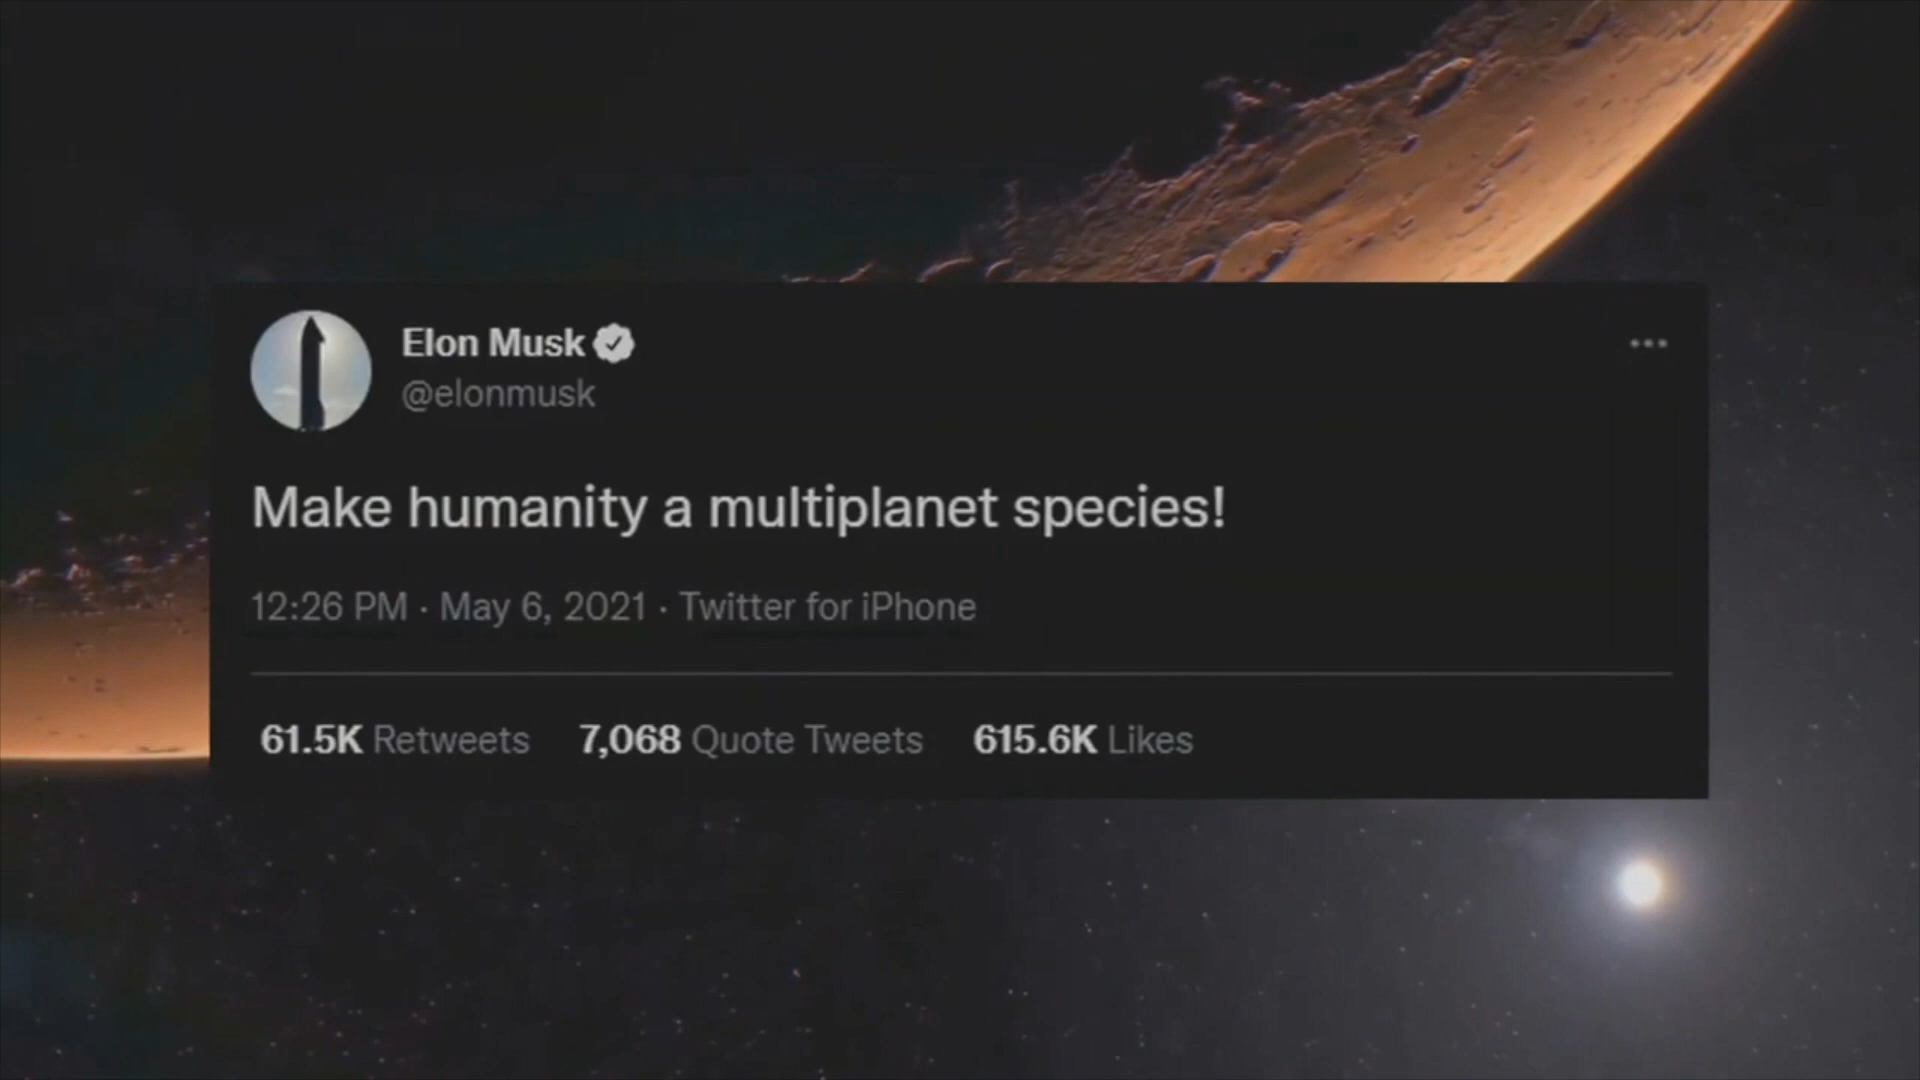 Elon Musk
@elonmusk
Make humanity a multiplanet species!
12:26 PM · May 6, 2021 · Twitter for iPhone
61.5K Retweets 7,068 Quote Tweets 615.6K Likes